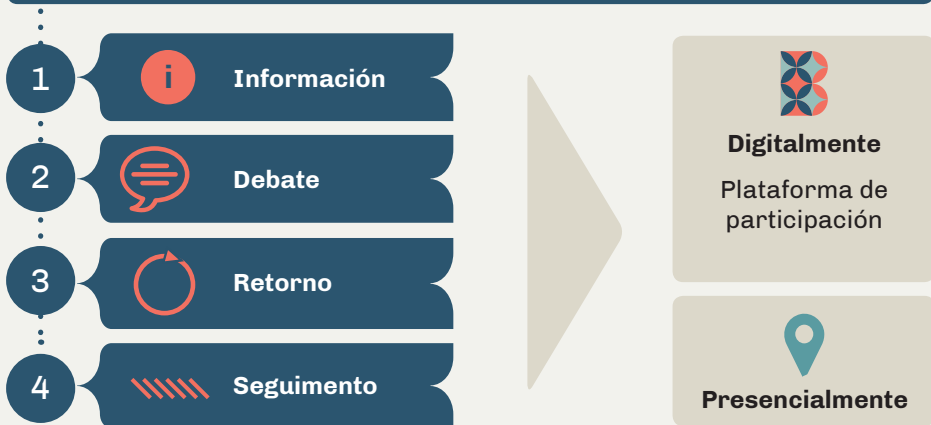 1
i
Información
2
Debate
3
Retorno
4
Seguimento
Digitalmente
Plataforma de
participación
Presencialmente